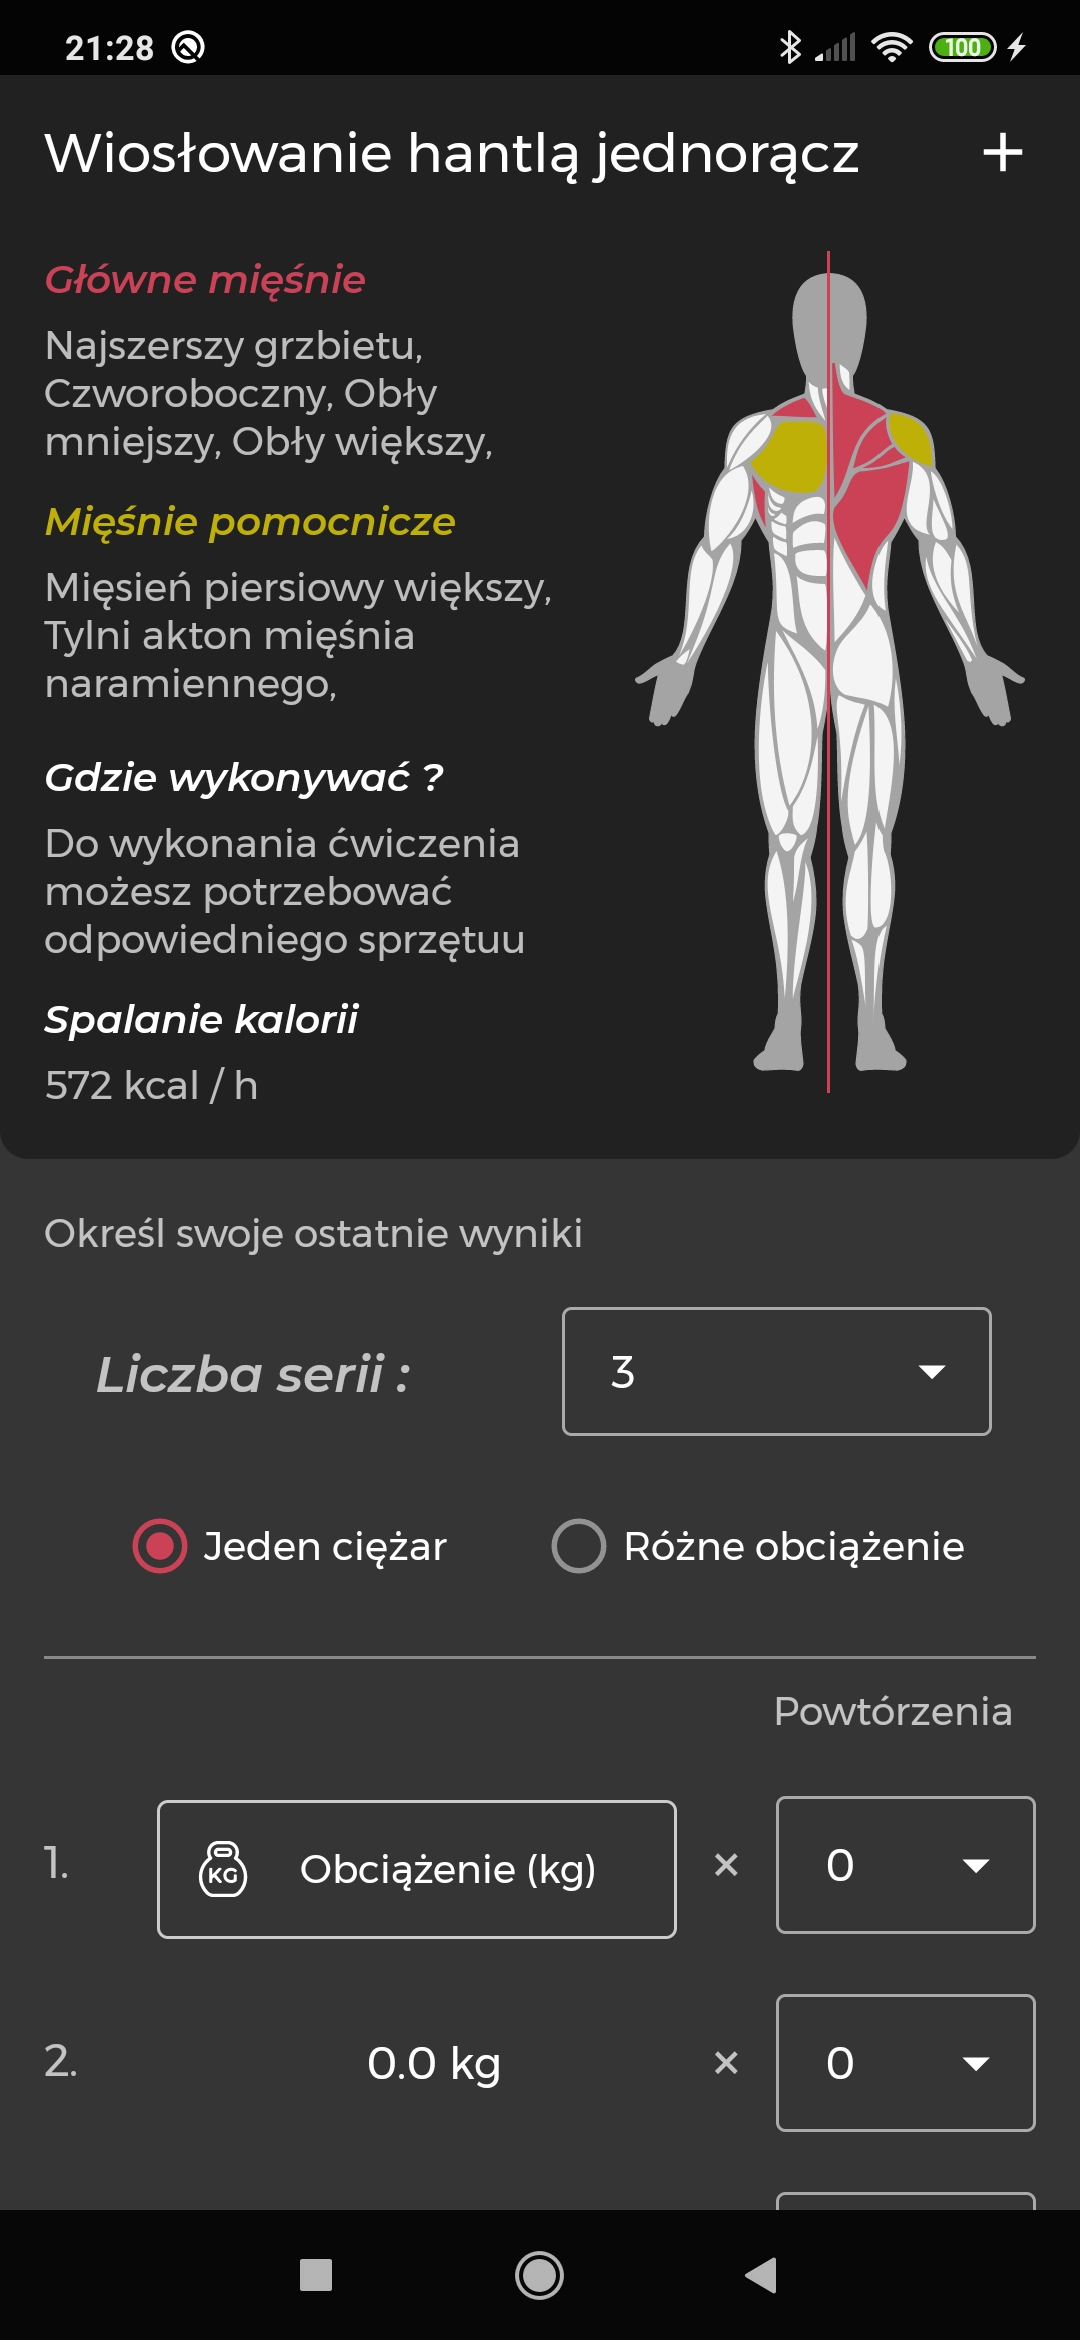 21:28
100
Wiosłowanie hantlą jednorącz
+
Główne mięśnie
Najszerszy grzbietu,
Czworoboczny, Obły
mniejszy, Obły większy,
Mięśnie pomocnicze
Mięsień piersiowy większy,
Tylni akton mięśnia
naramiennego,
Gdzie wykonywać ?
Do wykonania ćwiczenia
możesz potrzebować
odpowiedniego sprzętuu
Spalanie kalorii
572 kcal / h
Określ swoje ostatnie wyniki
Liczba serii :
3
Jeden ciężar
Różne obciążenie
Powtórzenia
1.
KG
Obciążenie (kg)
×
0
2.
0.0 kg
×
0